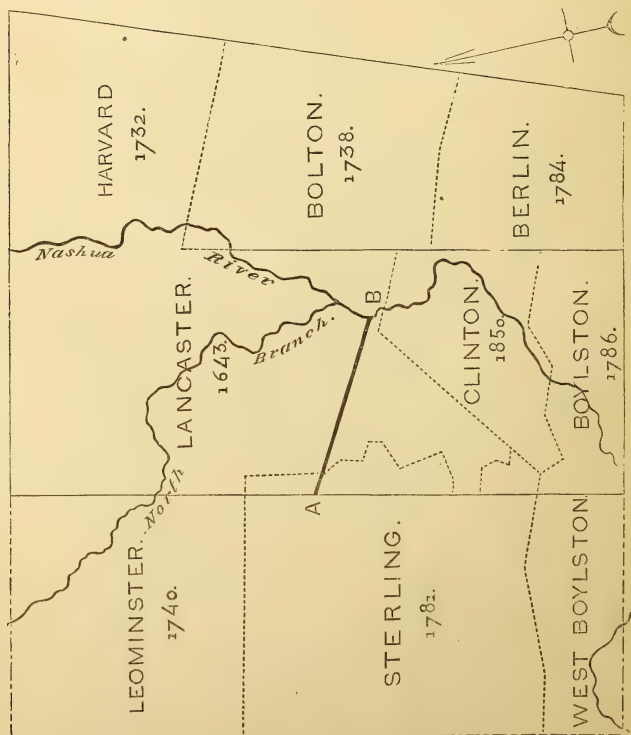 HARVARD
1732.
BOLTON.
1738.
BERLIN.
1784.
Nashua
River
LANCASTER.
1643.
Branch.
B
CLINTON.
1850.
BOYLSTON.
1786.
North
A
LEOMINSTER.
1740.
STERLING.
1781.
WEST BOYLSTON